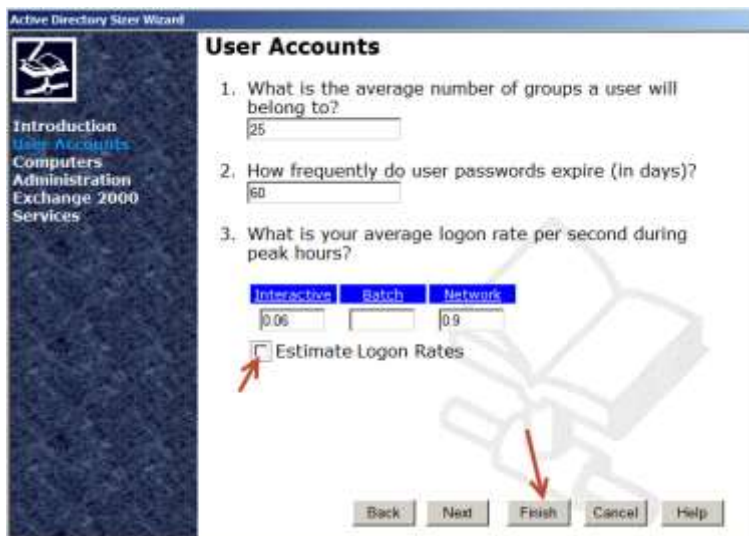 Active Directory Sizer Wizard
Introduction
User Accounts
Computers
Administration
Exchange 2000
Services
User Accounts
1. What is the average number of groups a user will
belong to?
25
2. How frequently do user passwords expire (in days)?
60
3. What is your average logon rate per second during
peak hours?
Interactive Batch Network
0.06 0.9
Estimate Logon Rates
Back Next Finish Cancel Help